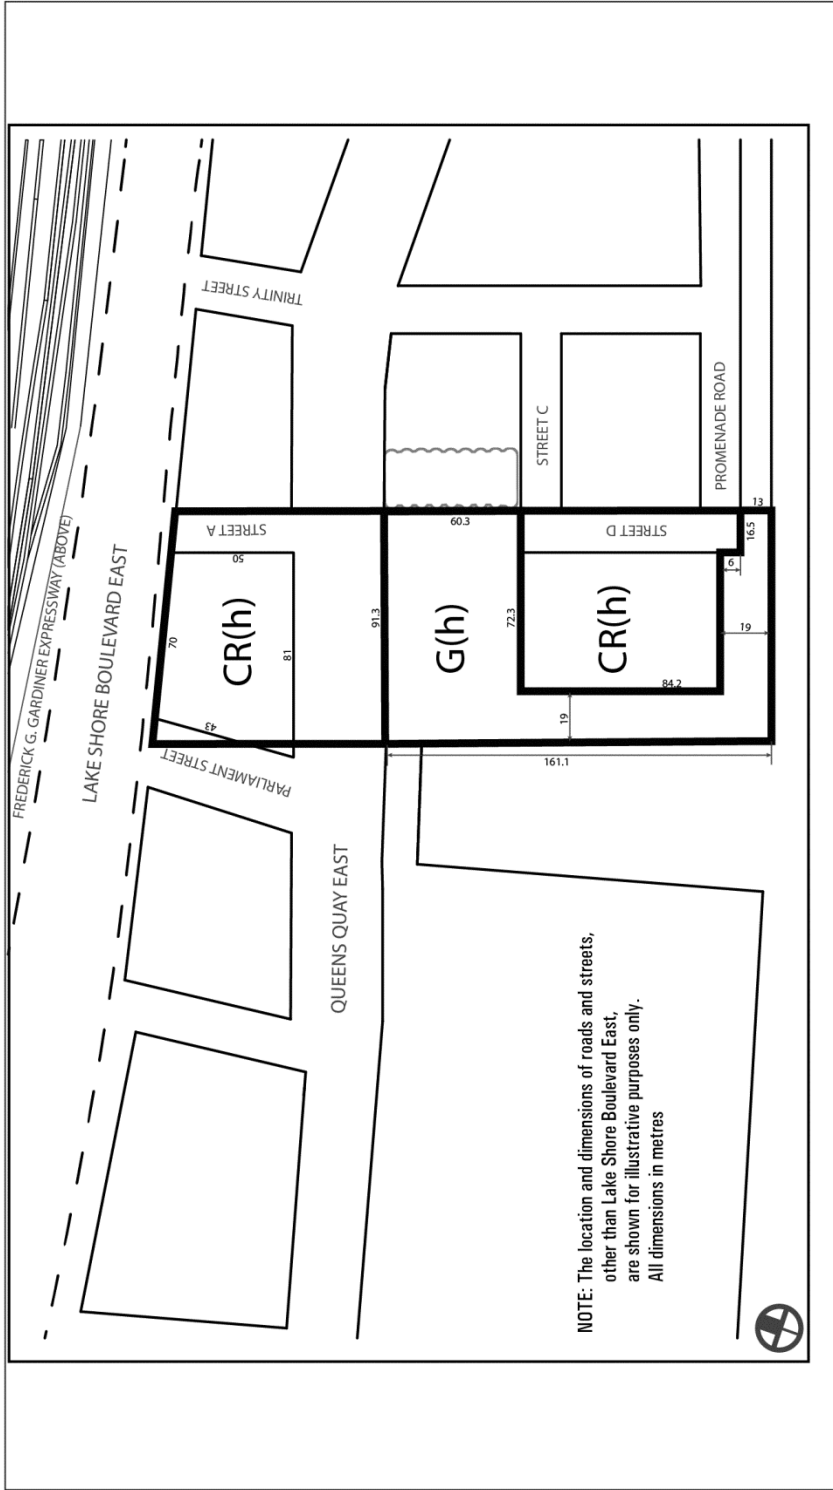 FREDERICK G. GARDINER EXPRESSWAY (ABOVE)
LAKE SHORE BOULEVARD EAST
TRINITY STREET
STREET A
PARLIAMENT STREET
70
50
CR(h)
81
43
QUEENS QUAY EAST
91.3
60.3
G(h)
72.3
STREET C
STREET D
CR(h)
84.2
PROMENADE ROAD
13
16.5
6
19
19
161.1
NOTE: The location and dimensions of roads and streets,
other than Lake Shore Boulevard East,
are shown for illustrative purposes only.
All dimensions in metres